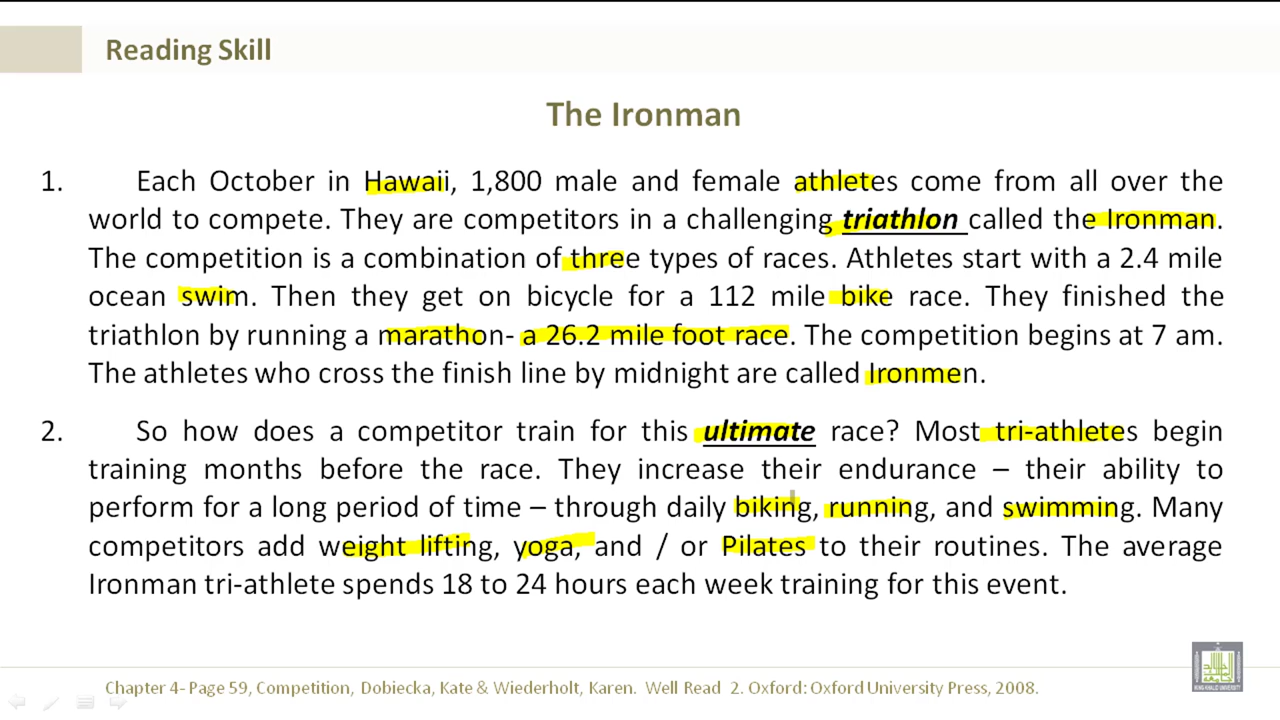 Reading Skill
The Ironman
1. Each October in Hawaii, 1,800 male and female athletes come from all over the
world to compete. They are competitors in a challenging triathlon called the Ironman.
The competition is a combination of three types of races. Athletes start with a 2.4 mile
ocean swim. Then they get on bicycle for a 112 mile bike race. They finished the
triathlon by running a marathon- a 26.2 mile foot race. The competition begins at 7 am.
The athletes who cross the finish line by midnight are called Ironmen.
2. So how does a competitor train for this ultimate race? Most tri-athletes begin
training months before the race. They increase their endurance – their ability to
perform for a long period of time – through daily biking, running, and swimming. Many
competitors add weight lifting, yoga, and / or Pilates to their routines. The average
Ironman tri-athlete spends 18 to 24 hours each week training for this event.
Chapter 4- Page 59, Competition, Dobiecka, Kate & Wiederholt, Karen. Well Read 2. Oxford: Oxford University Press, 2008.
KING KHALID UNIVERSITY